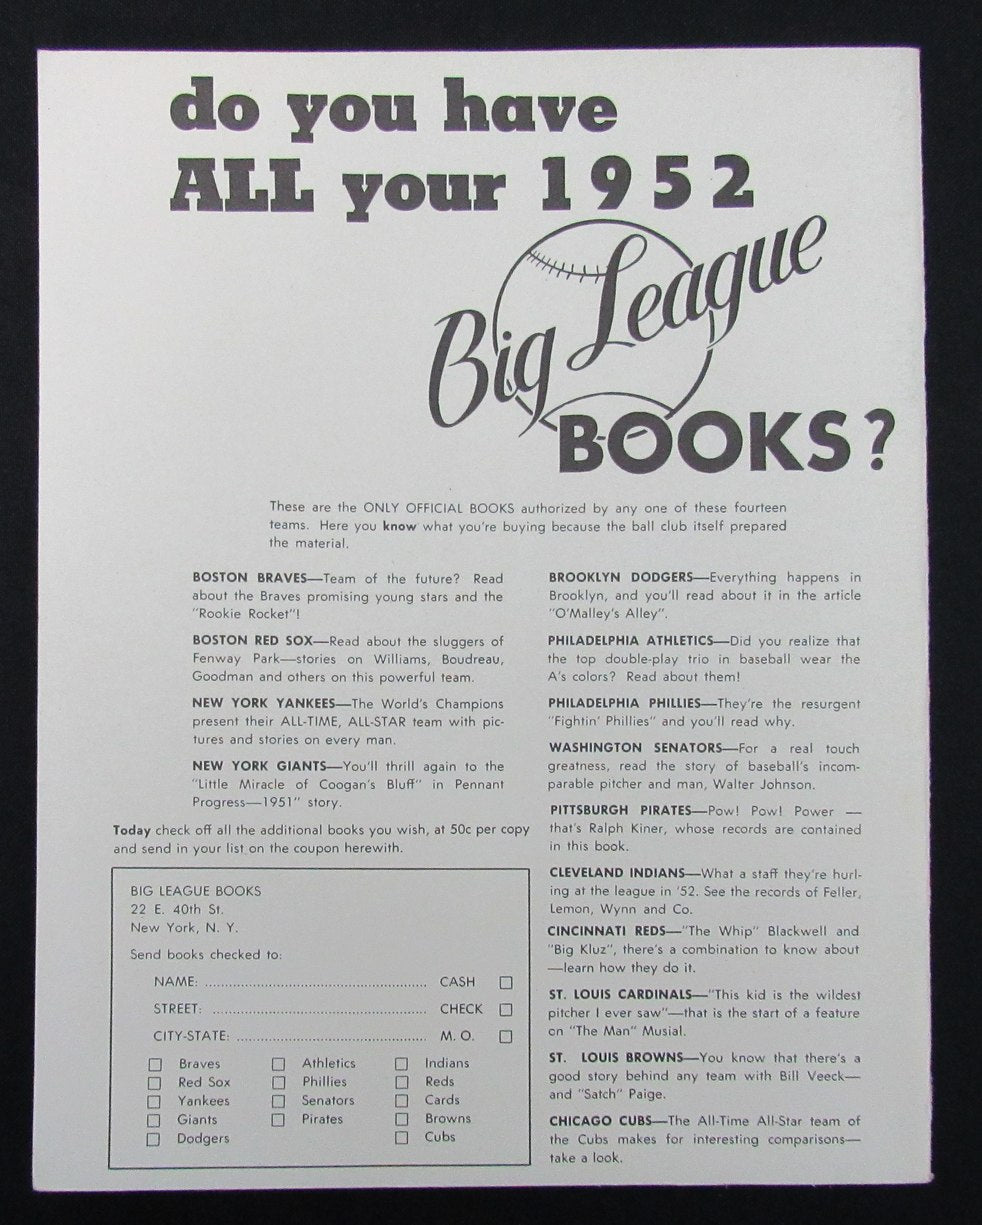 do you have
ALL your 1952
Big League
BOOKS?
These are the ONLY OFFICIAL BOOKS authorized by any one of these fourteen
teams. Here you know what you're buying because the ball club itself prepared
the material.
BOSTON BRAVES—Team of the future? Read
about the Braves promising young stars and the
"Rookie Rocket"!
BOSTON RED SOX—Read about the sluggers of
Fenway Park—stories on Williams, Boudreau,
Goodman and others on this powerful team.
NEW YORK YANKEES—The World's Champions
present their ALL-TIME, ALL-STAR team with pic-
tures and stories on every man.
NEW YORK GIANTS—You'll thrill again to the
"Little Miracle of Coogan's Bluff" in Pennant
Progress—1951" story.
Today check off all the additional books you wish, at 50c per copy
and send in your list on the coupon herewith.
BIG LEAGUE BOOKS
22 E. 40th St.
New York, N. Y.
Send books checked to:
NAME: CASH
STREET: CHECK
CITY-STATE: M. O.
Braves Athletics Indians
Red Sox Phillies Reds
Yankees Senators Cards
Giants Pirates Browns
Dodgers Cubs
BROOKLYN DODGERS—Everything happens in
Brooklyn, and you'll read about it in the article
"O'Malley's Alley".
PHILADELPHIA ATHLETICS—Did you realize that
the top double-play trio in baseball wear the
A's colors? Read about them!
PHILADELPHIA PHILLIES—They're the resurgent
"Fightin' Phillies" and you'll read why.
WASHINGTON SENATORS—For a real touch
greatness, read the story of baseball's incom-
parable pitcher and man, Walter Johnson.
PITTSBURGH PIRATES—Pow! Pow! Power —
that's Ralph Kiner, whose records are contained
in this book.
CLEVELAND INDIANS—What a staff they're hurl-
ing at the league in '52. See the records of Feller,
Lemon, Wynn and Co.
CINCINNATI REDS—"The Whip" Blackwell and
"Big Kluz", there's a combination to know about
—learn how they do it.
ST. LOUIS CARDINALS—"This kid is the wildest
pitcher I ever saw"—that is the start of a feature
on "The Man" Musial.
ST. LOUIS BROWNS—You know that there's a
good story behind any team with Bill Veeck—
and "Satch" Paige.
CHICAGO CUBS—The All-Time All-Star team of
the Cubs makes for interesting comparisons—
take a look.